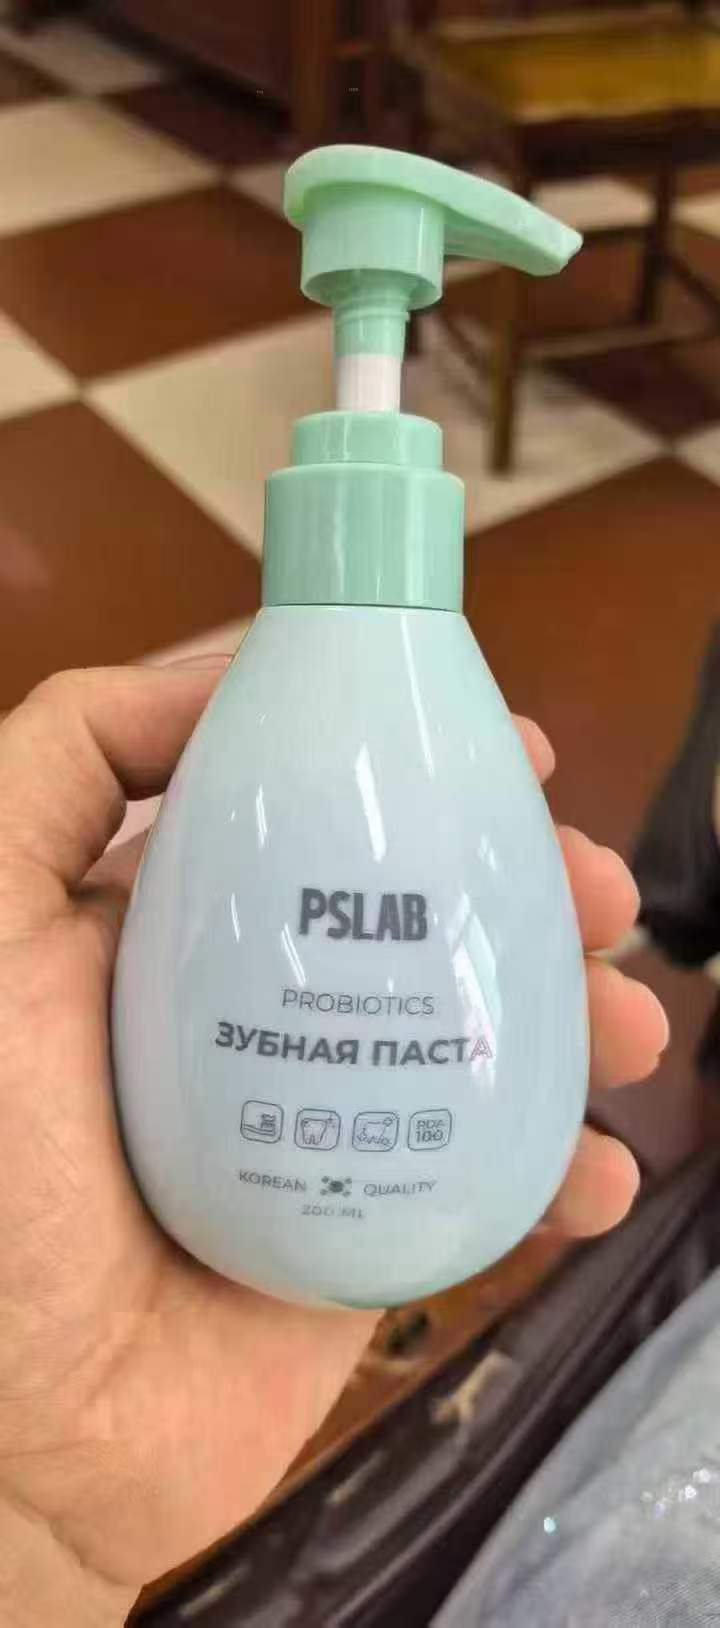 PSLAB
PROBIOTICS
ЗУБНАЯ ПАСТА
RDA
100
KOREAN QUALITY
200 ML